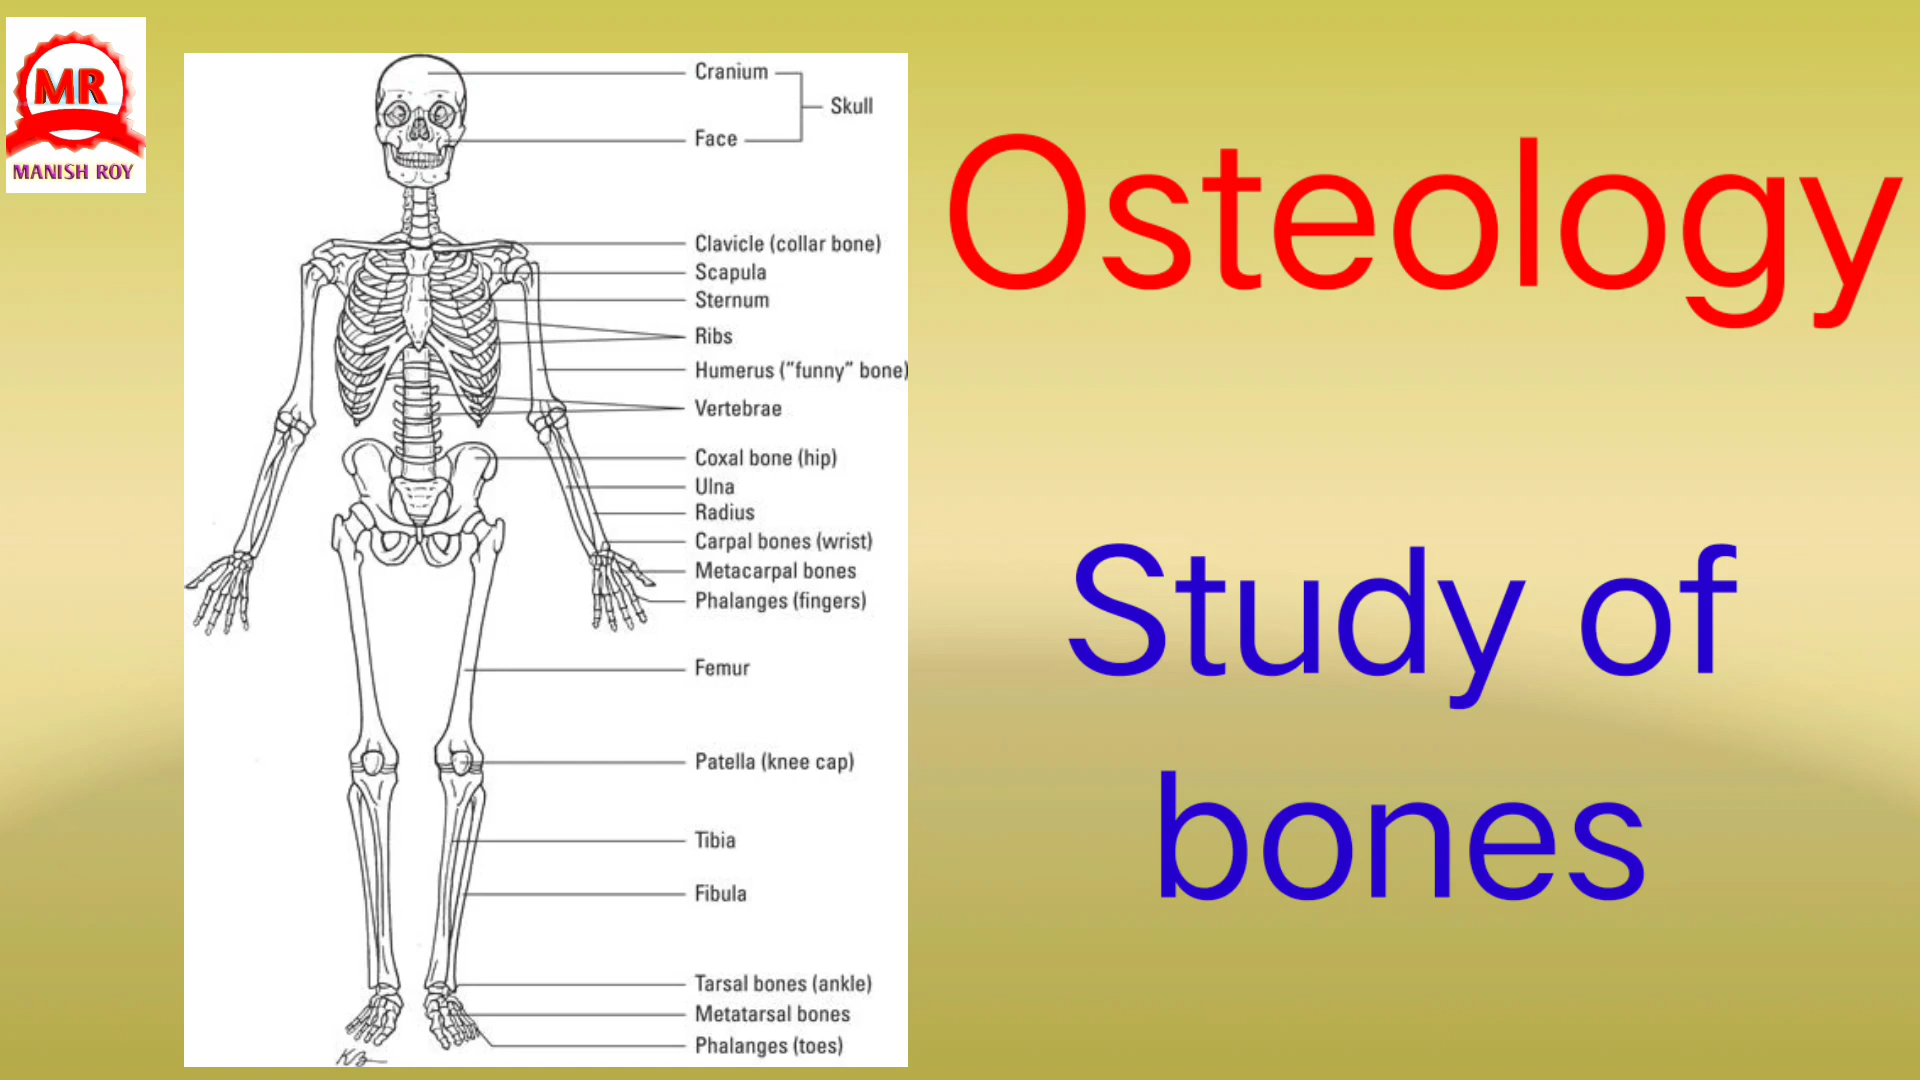 MR
MANISH ROY
Cranium
Skull
Face
Clavicle (collar bone)
Scapula
Sternum
Ribs
Humerus (“funny” bone)
Vertebrae
Coxal bone (hip)
Ulna
Radius
Carpal bones (wrist)
Metacarpal bones
Phalanges (fingers)
Femur
Patella (knee cap)
Tibia
Fibula
Tarsal bones (ankle)
Metatarsal bones
Phalanges (toes)
Osteology
Study of
bones